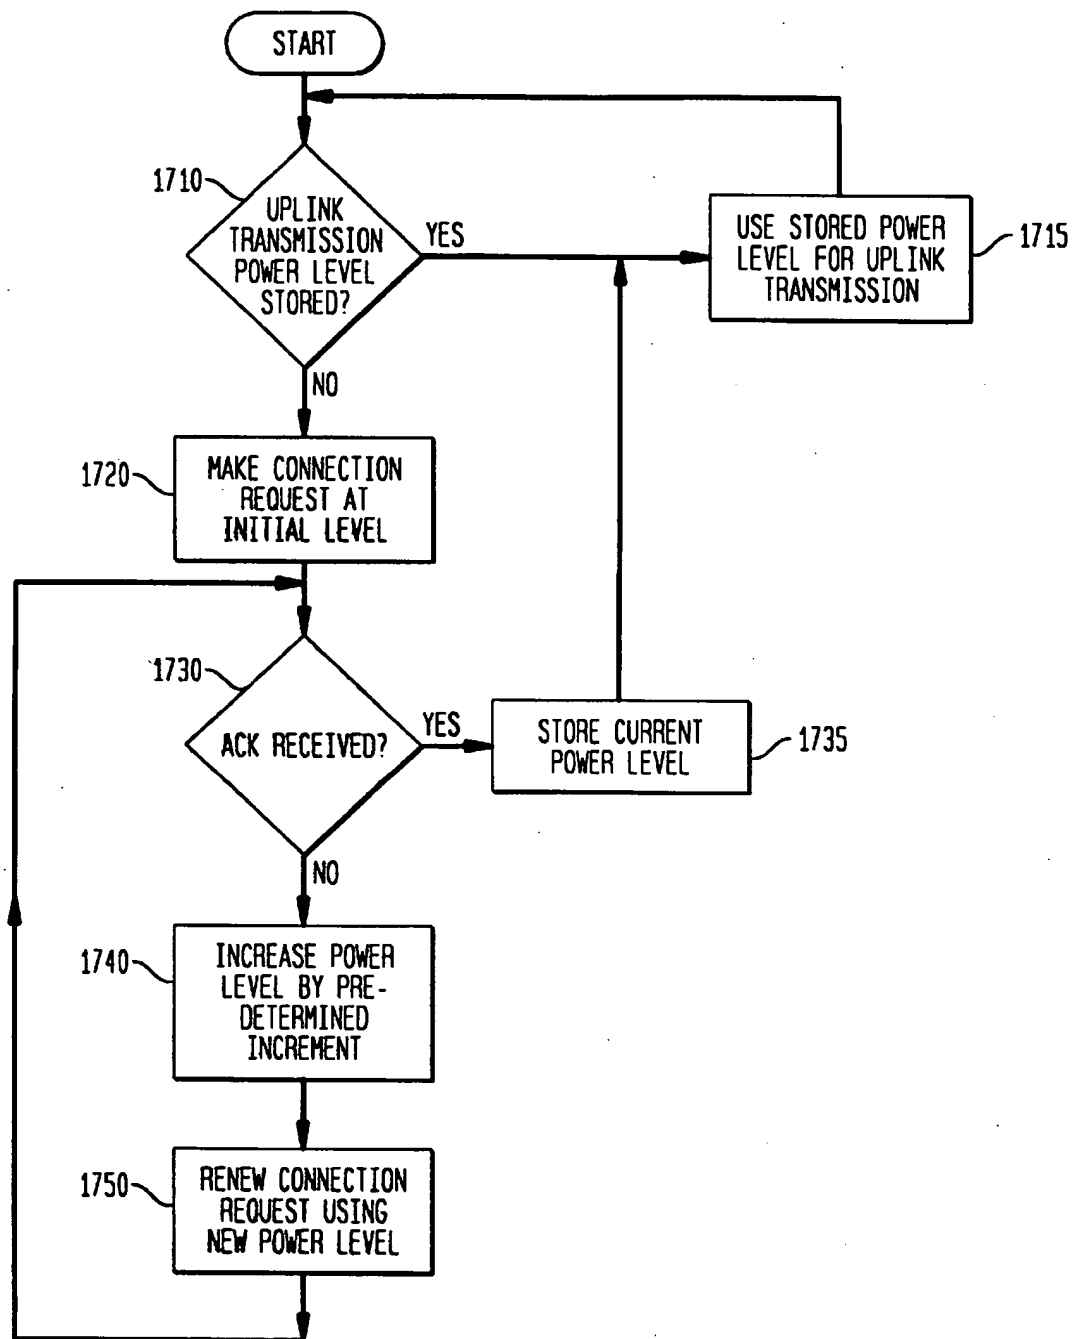 START
1710
UPLINK
TRANSMISSION
POWER LEVEL
STORED?
YES
USE STORED POWER
LEVEL FOR UPLINK
TRANSMISSION
1715
NO
1720
MAKE CONNECTION
REQUEST AT
INITIAL LEVEL
1730
ACK RECEIVED?
YES
STORE CURRENT
POWER LEVEL
1735
NO
1740
INCREASE POWER
LEVEL BY PRE-
DETERMINED
INCREMENT
1750
RENEW CONNECTION
REQUEST USING
NEW POWER LEVEL